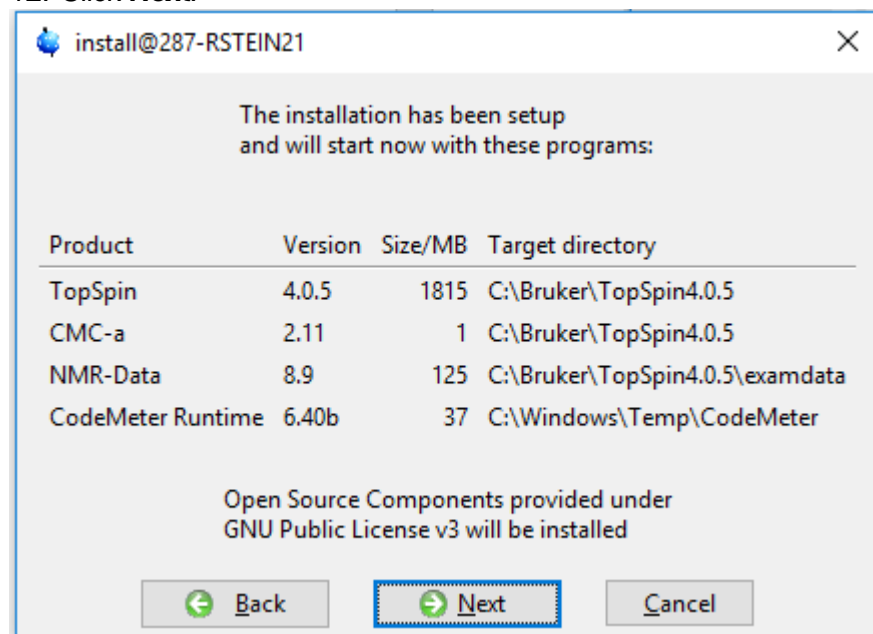 12. Click Next.
install@287-RSTEIN21
The installation has been setup
and will start now with these programs:
Product Version Size/MB Target directory
TopSpin 4.0.5 1815 C:\Bruker\TopSpin4.0.5
CMC-a 2.11 1 C:\Bruker\TopSpin4.0.5
NMR-Data 8.9 125 C:\Bruker\TopSpin4.0.5\examdata
CodeMeter Runtime 6.40b 37 C:\Windows\Temp\CodeMeter
Open Source Components provided under
GNU Public License v3 will be installed
Back Next Cancel